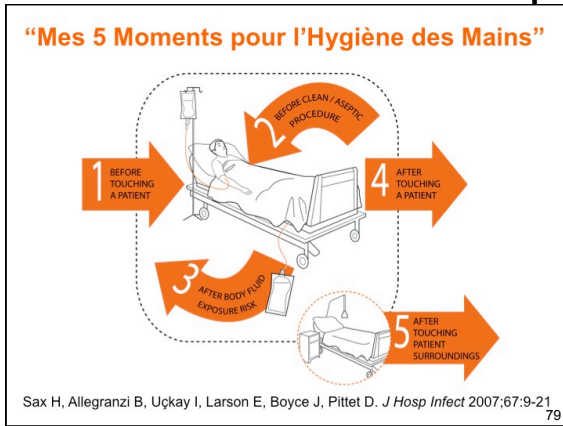 “Mes 5 Moments pour l’Hygiène des Mains”
1 BEFORE
TOUCHING
A PATIENT
2 BEFORE CLEAN / ASEPTIC
PROCEDURE
3 AFTER BODY FLUID
EXPOSURE RISK
4 AFTER
TOUCHING
A PATIENT
5 AFTER
TOUCHING
PATIENT
SURROUNDINGS
Sax H, Allegranzi B, Uçkay I, Larson E, Boyce J, Pittet D. J Hosp Infect 2007;67:9-21
79